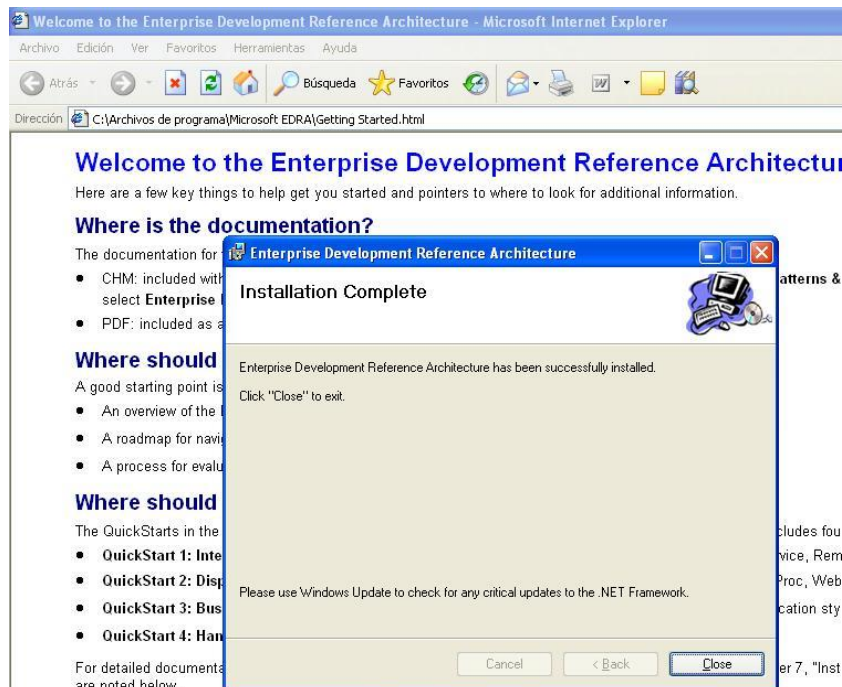 Welcome to the Enterprise Development Reference Architecture - Microsoft Internet Explorer
Archivo Edición Ver Favoritos Herramientas Ayuda
Atrás Búsqueda Favoritos
Dirección C:\Archivos de programa\Microsoft EDRA\Getting Started.html
Welcome to the Enterprise Development Reference
Here are a few key things to help get you started and pointers to where to look for additional information.
Where is the documentation?
The documentation for
CHM: included with
atterns &
select Enterprise
PDF: included as a
Where should
A good starting point is
An overview of the
A roadmap for navig
A process for evalu
Where should
The QuickStarts in the
cludes fou
QuickStart 1: Inte
vice, Rem
QuickStart 2: Disp
Proc, Web
QuickStart 3: Bus
cation sty
QuickStart 4: Han
For detailed documenta
er 7, "Inst
are noted below
Enterprise Development Reference Architecture
Installation Complete
Enterprise Development Reference Architecture has been successfully installed.
Click "Close" to exit.
Please use Windows Update to check for any critical updates to the .NET Framework.
Cancel < Back Close